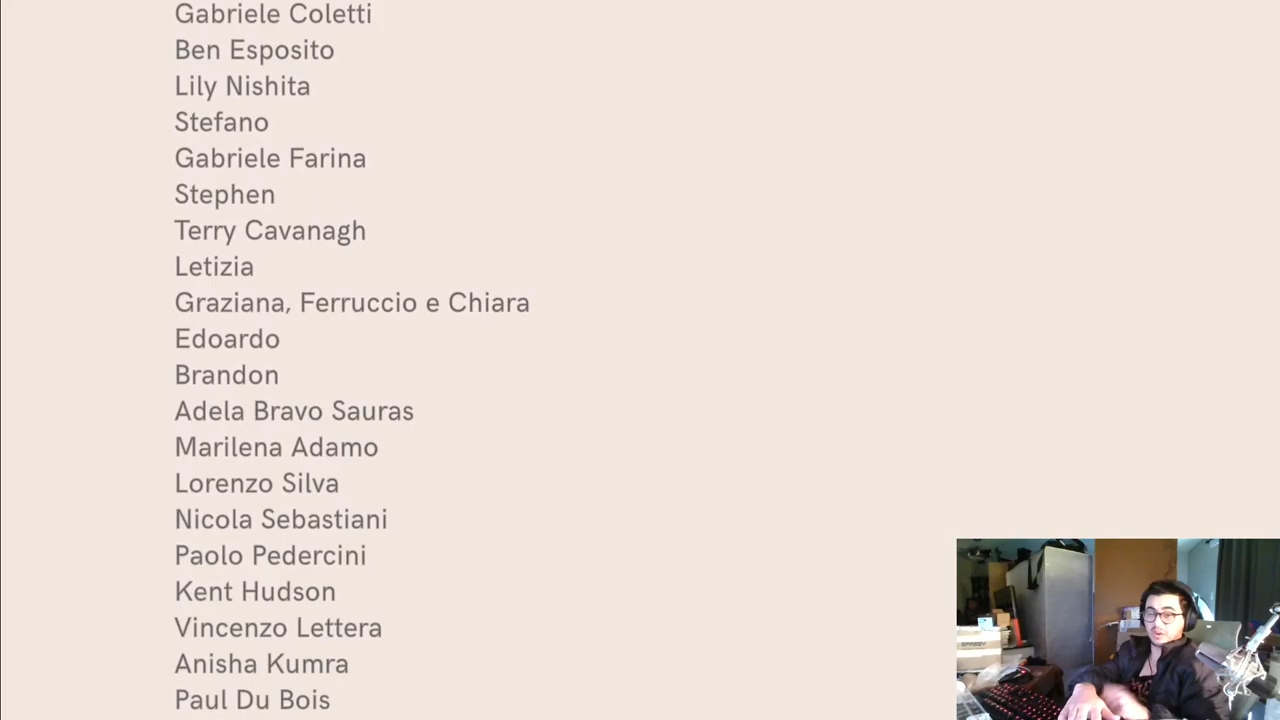 Gabriele Coletti
Ben Esposito
Lily Nishita
Stefano
Gabriele Farina
Stephen
Terry Cavanagh
Letizia
Graziana, Ferruccio e Chiara
Edoardo
Brandon
Adela Bravo Sauras
Marilena Adamo
Lorenzo Silva
Nicola Sebastiani
Paolo Pedercini
Kent Hudson
Vincenzo Lettera
Anisha Kumra
Paul Du Bois